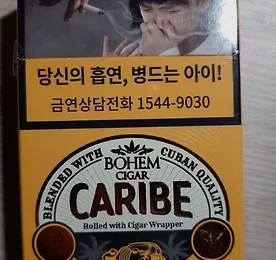 당신의 흡연, 병드는 아이!
금연상담전화 1544-9030
BLENDED WITH CUBAN QUALITY
BOHEM
CIGAR
CARIBE
Rolled with Cigar Wrapper